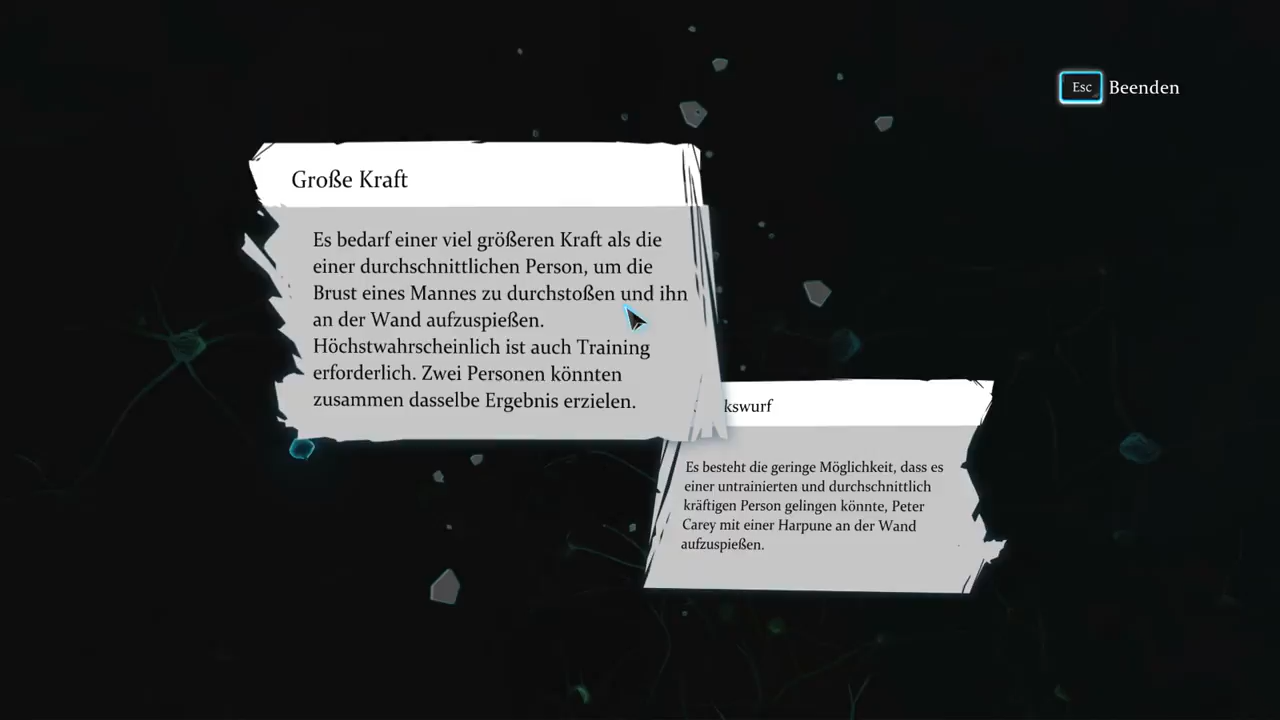 Esc Beenden
Große Kraft
Es bedarf einer viel größeren Kraft als die
einer durchschnittlichen Person, um die
Brust eines Mannes zu durchstoßen und ihn
an der Wand aufzuspießen.
Höchstwahrscheinlich ist auch Training
erforderlich. Zwei Personen könnten
zusammen dasselbe Ergebnis erzielen.
kswurf
Es besteht die geringe Möglichkeit, dass es
einer untrainierten und durchschnittlich
kräftigen Person gelingen könnte, Peter
Carey mit einer Harpune an der Wand
aufzuspießen.